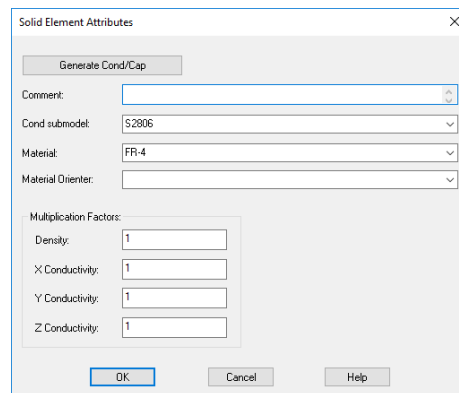 Solid Element Attributes
Generate Cond/Cap
Comment:
Cond submodel: S2806
Material: FR-4
Material Orienter:
Multiplication Factors:
Density: 1
X Conductivity: 1
Y Conductivity: 1
Z Conductivity: 1
OK Cancel Help